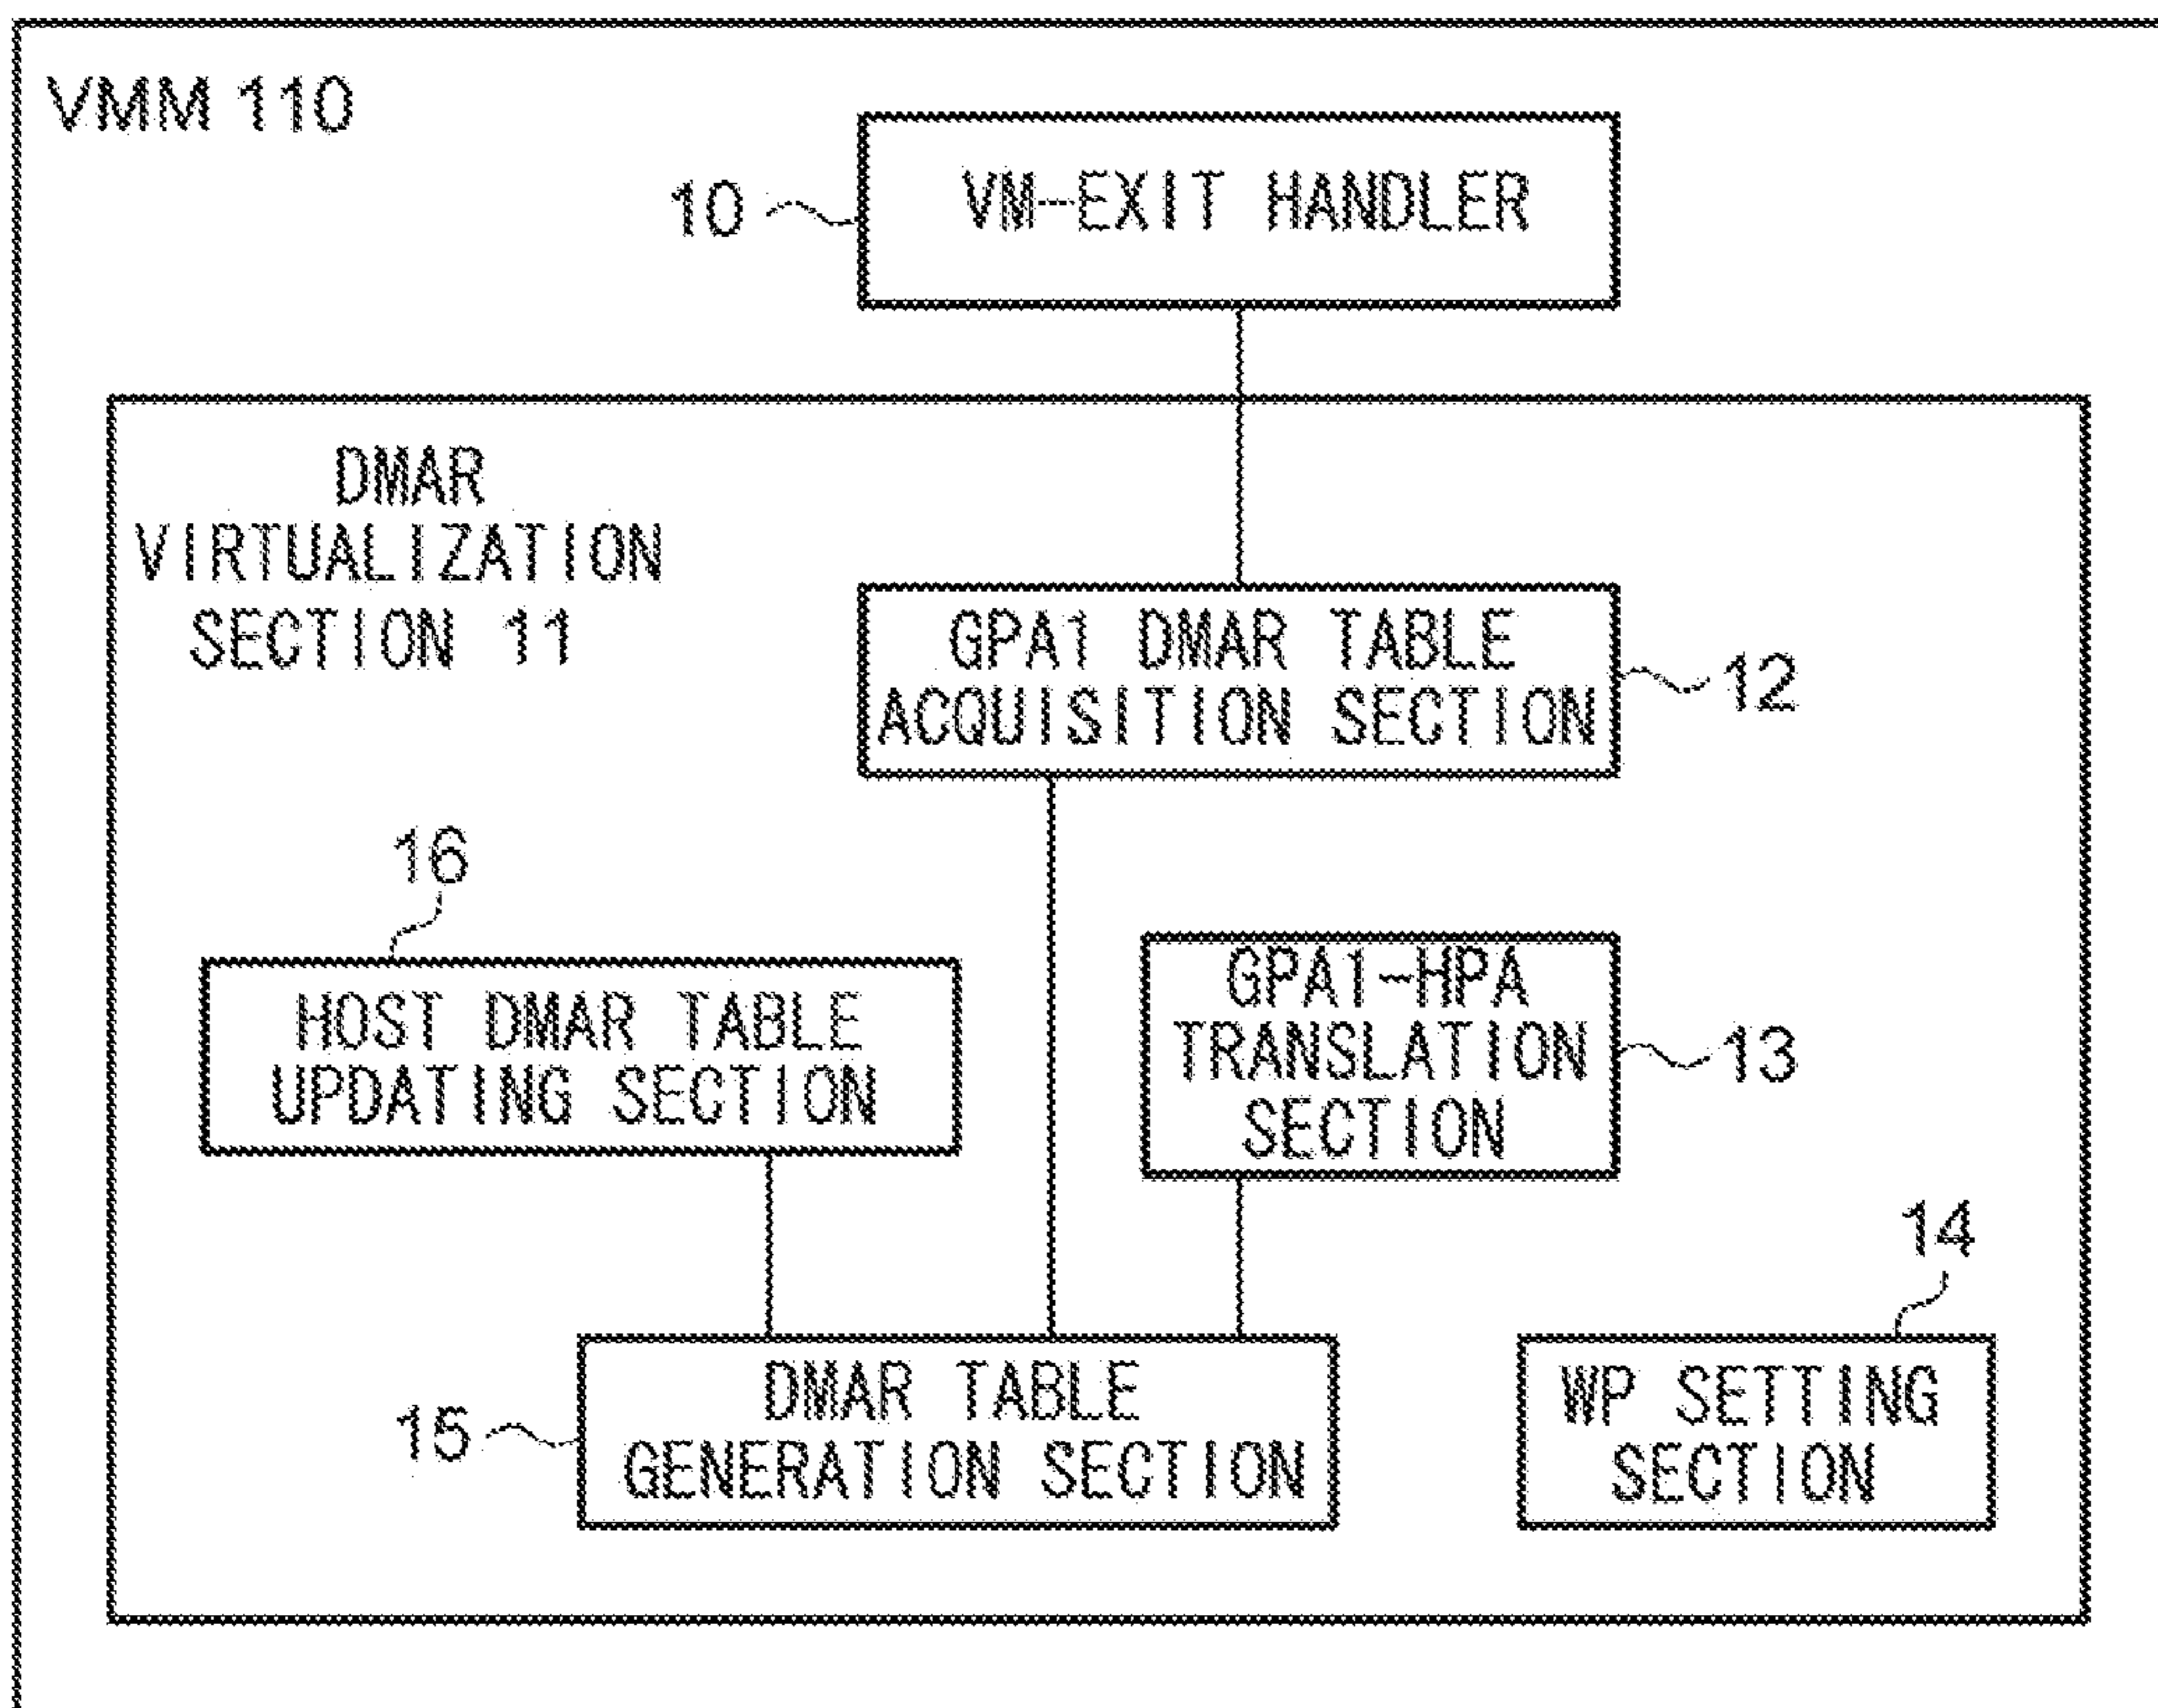 VMM 110
VM-EXIT HANDLER
10
DMAR
VIRTUALIZATION
SECTION 11
GPA1 DMAR TABLE
ACQUISITION SECTION
12
16
HOST DMAR TABLE
UPDATING SECTION
GPA1-HPA
TRANSLATION
SECTION
13
14
15
DMAR TABLE
GENERATION SECTION
WP SETTING
SECTION